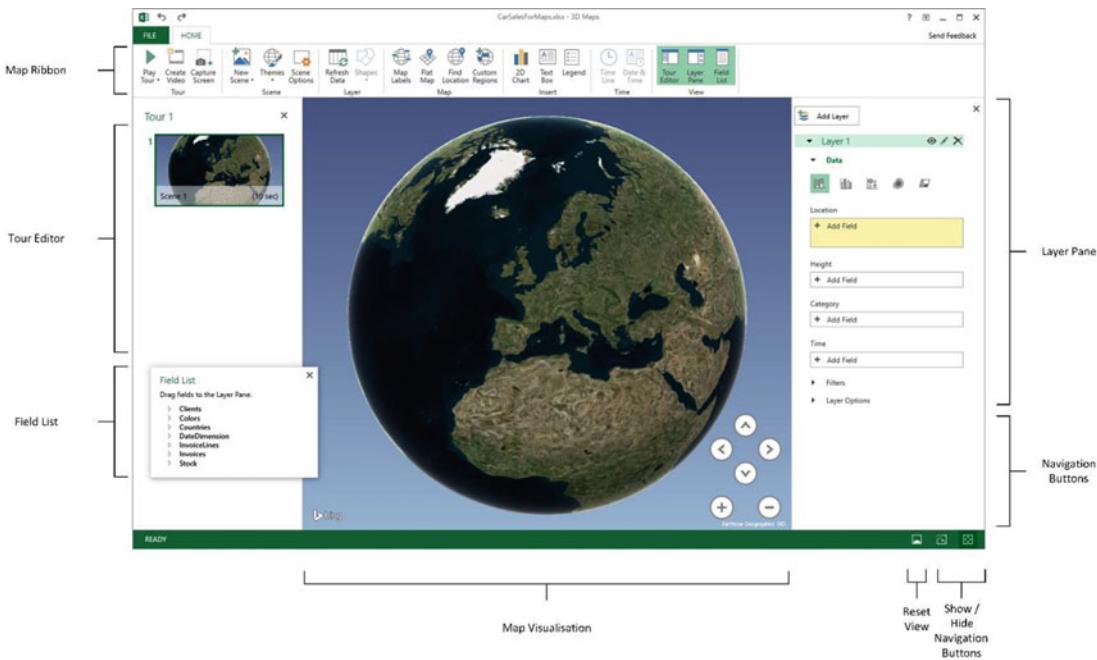 CarSalesForMaps.xlsx - 3D Maps
?
FILE
HOME
Send Feedback
Map Ribbon
Play Tour
Create Video
Capture Screen
New Scene
Themes
Scene Options
Refresh Data
Shapes
Map Labels
Flat Map
Find Location
Custom Regions
2D Chart
Text Box
Legend
Time Line
Date & Time
Tour Editor
Layer Pane
Field List
Tour
Scene
Layer
Map
Insert
Time
View
Tour 1
1
Scene 1
(10 sec)
Tour Editor
Add Layer
Layer 1
Data
Location
+ Add Field
Height
+ Add Field
Category
+ Add Field
Time
+ Add Field
Filters
Layer Options
Layer Pane
Field List
Field List
Drag fields to the Layer Pane.
Clients
Colors
Countries
DateDimension
InvoiceLines
Invoices
Stock
Navigation
Buttons
bing
Earthstar Geographics SIO
READY
Map Visualisation
Reset
View
Show /
Hide
Navigation
Buttons